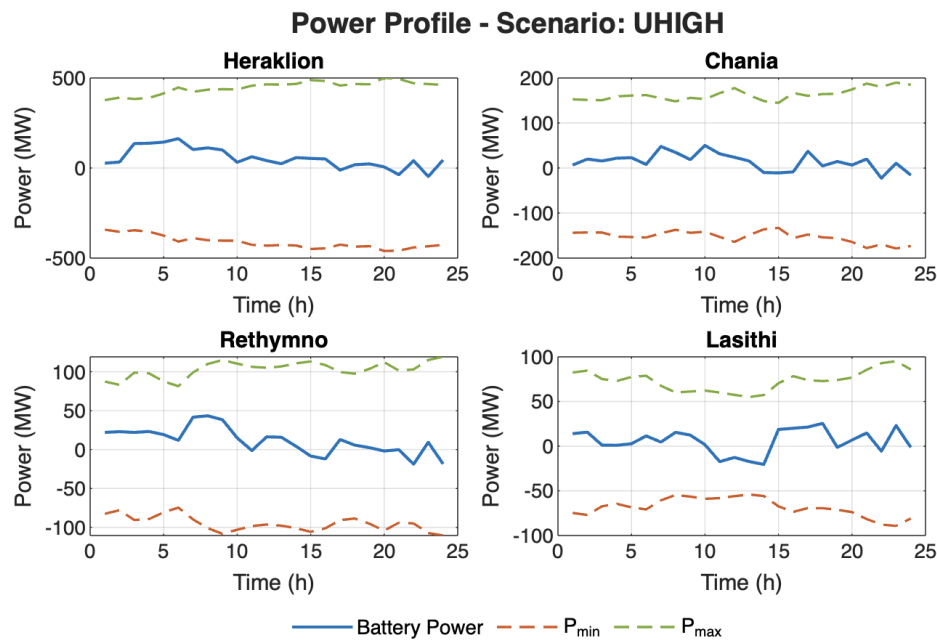 Power Profile - Scenario: UHIGH
Heraklion
Power (MW)
500
0
-500
0 5 10 15 20 25
Time (h)
Chania
Power (MW)
200
100
0
-100
-200
0 5 10 15 20 25
Time (h)
Rethymno
Power (MW)
100
50
0
-50
-100
0 5 10 15 20 25
Time (h)
Lasithi
Power (MW)
100
50
0
-50
-100
0 5 10 15 20 25
Time (h)
Battery Power P_min P_max